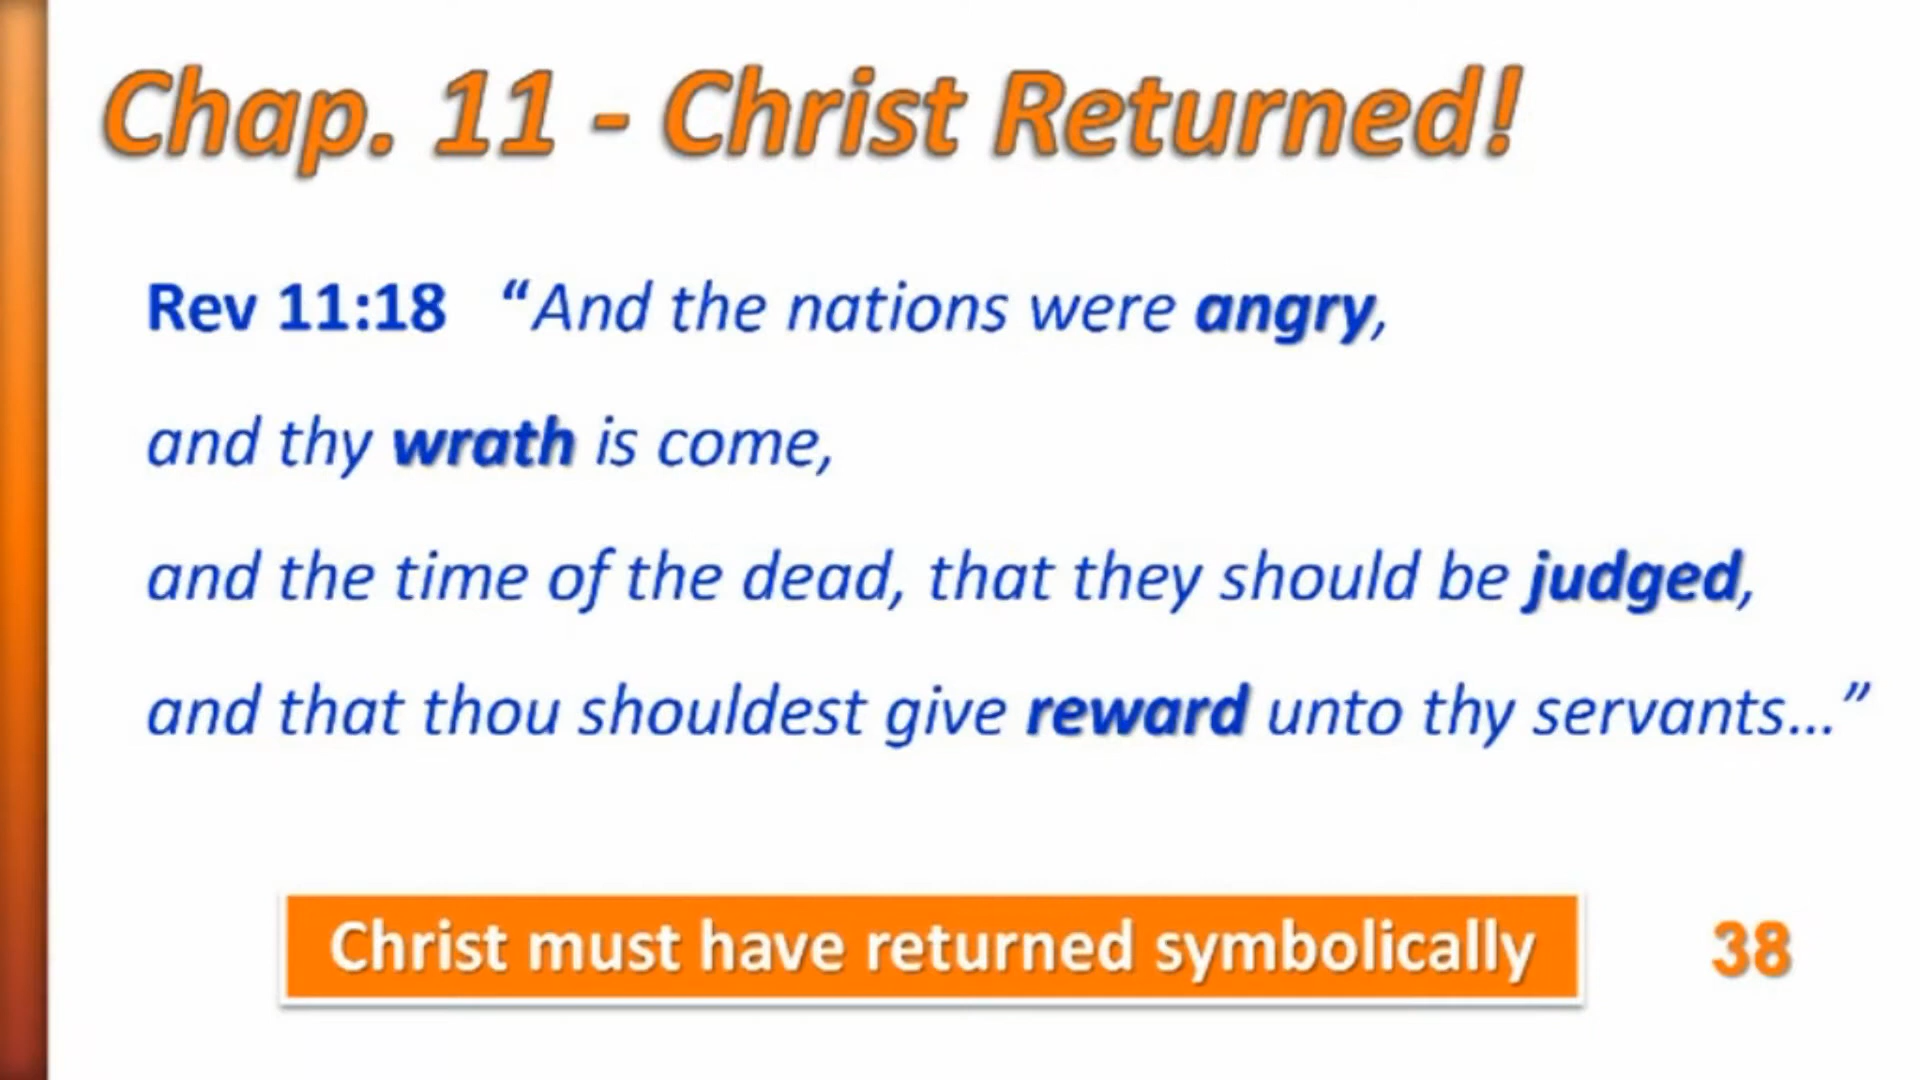 Chap. 11 - Christ Returned!
Rev 11:18 “And the nations were angry,
and thy wrath is come,
and the time of the dead, that they should be judged,
and that thou shouldest give reward unto thy servants...”
Christ must have returned symbolically
38